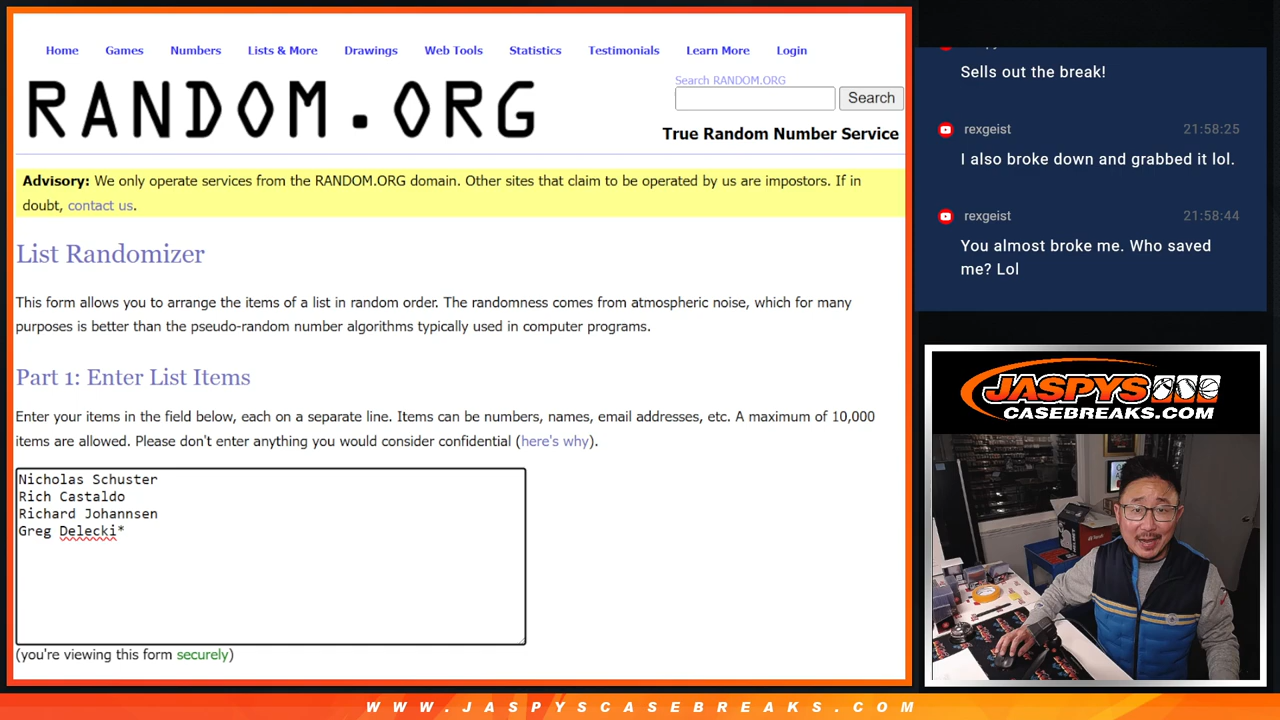 Home Games Numbers Lists & More Drawings Web Tools Statistics Testimonials Learn More Login
RANDOM.ORG
Search RANDOM.ORG
Search
True Random Number Service
Advisory: We only operate services from the RANDOM.ORG domain. Other sites that claim to be operated by us are impostors. If in
doubt, contact us.
List Randomizer
This form allows you to arrange the items of a list in random order. The randomness comes from atmospheric noise, which for many
purposes is better than the pseudo-random number algorithms typically used in computer programs.
Part 1: Enter List Items
Enter your items in the field below, each on a separate line. Items can be numbers, names, email addresses, etc. A maximum of 10,000
items are allowed. Please don't enter anything you would consider confidential (here's why).
Nicholas Schuster
Rich Castaldo
Richard Johannsen
Greg Delecki*
(you're viewing this form securely)
Sells out the break!
rexgeist 21:58:25
I also broke down and grabbed it lol.
rexgeist 21:58:44
You almost broke me. Who saved
me? Lol
JASPYS
CASEBREAKS.COM
WWW.JASPYSCASEBREAKS.COM